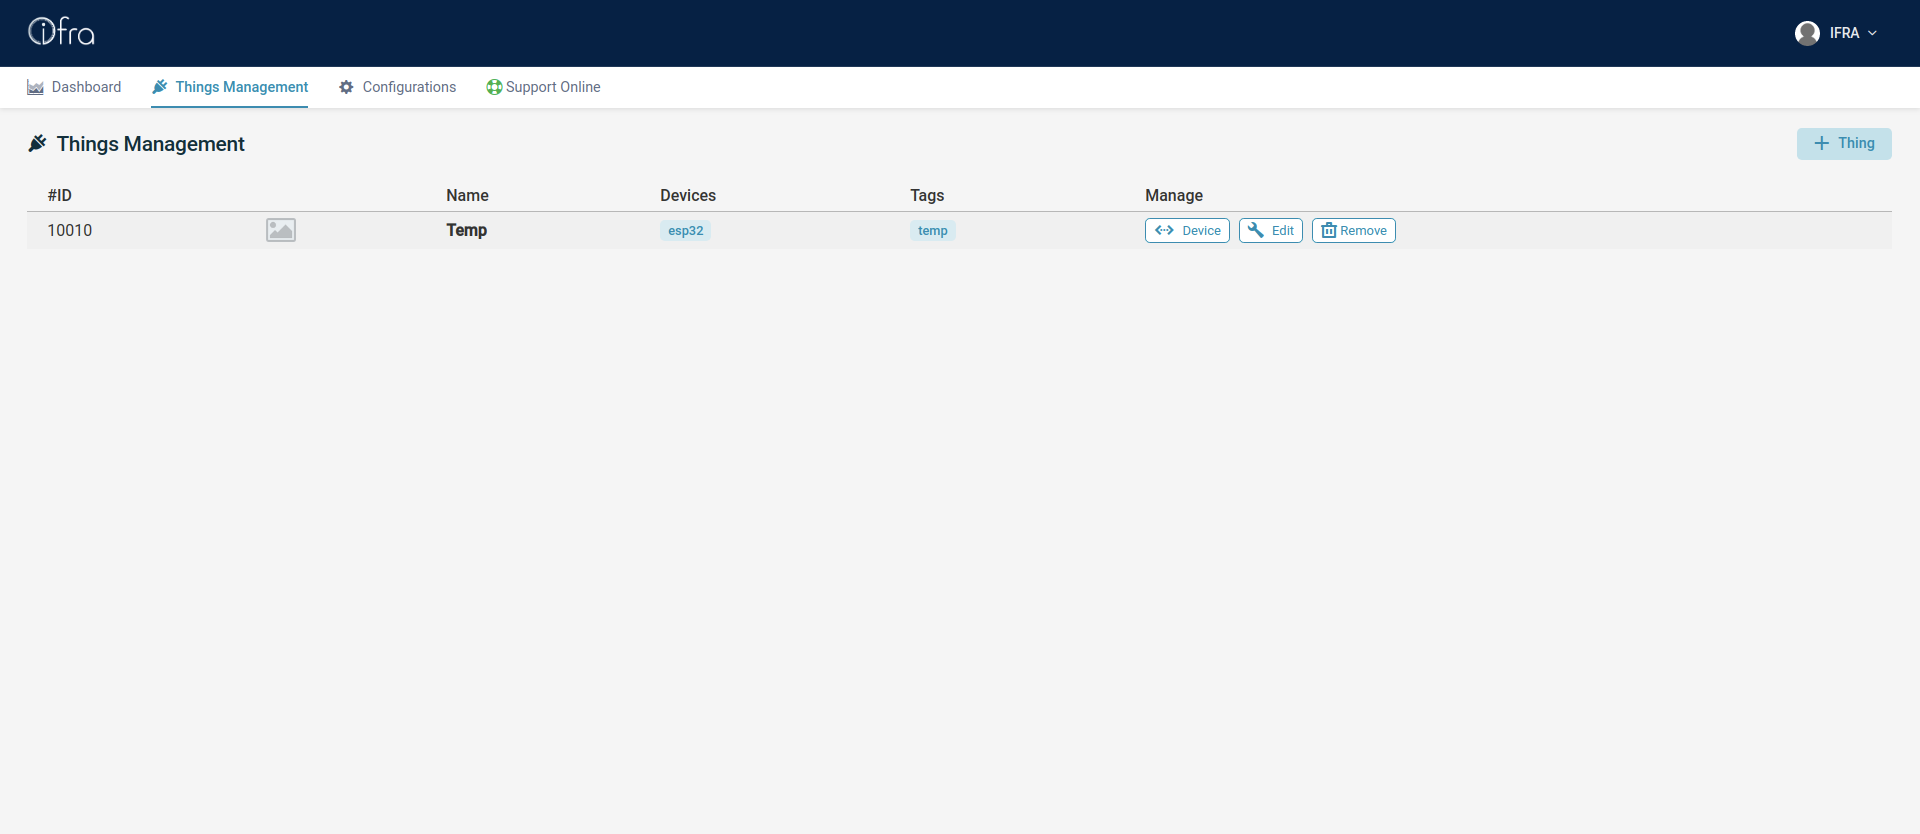 ifra
IFRA
Dashboard Things Management Configurations Support Online
Things Management
Thing
#ID Name Devices Tags Manage
10010 Temp esp32 temp Device Edit Remove